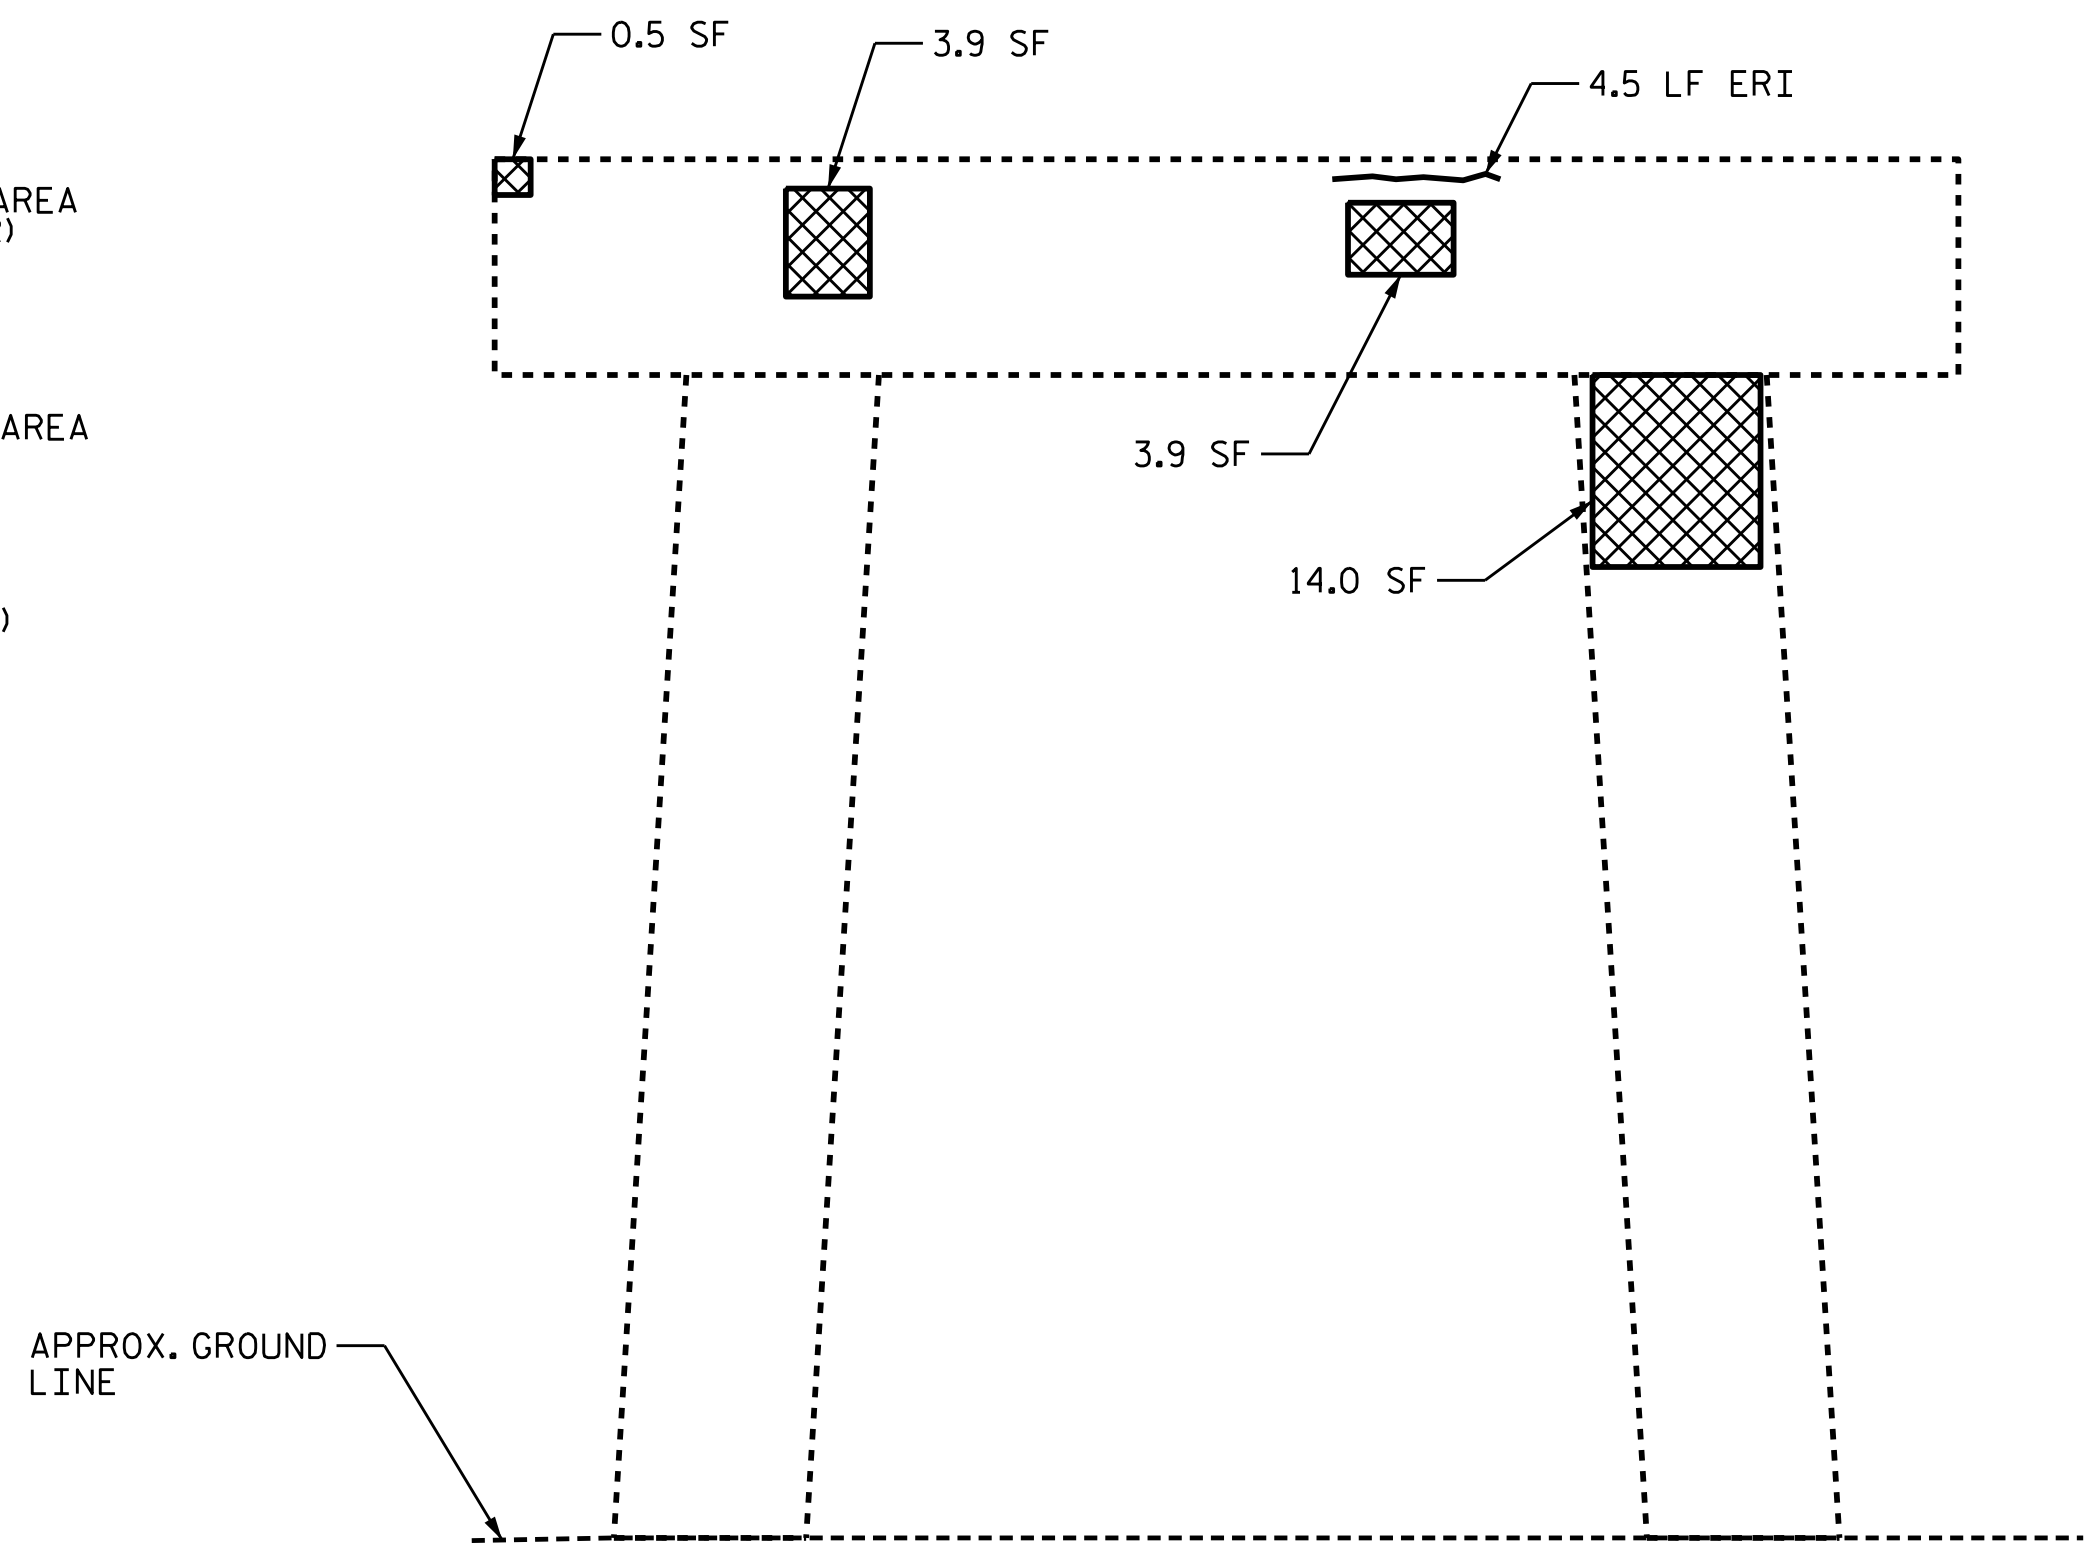 0.5 SF
3.9 SF
4.5 LF ERI
AREA
)
AREA
3.9 SF
14.0 SF
)
APPROX. GROUND
LINE